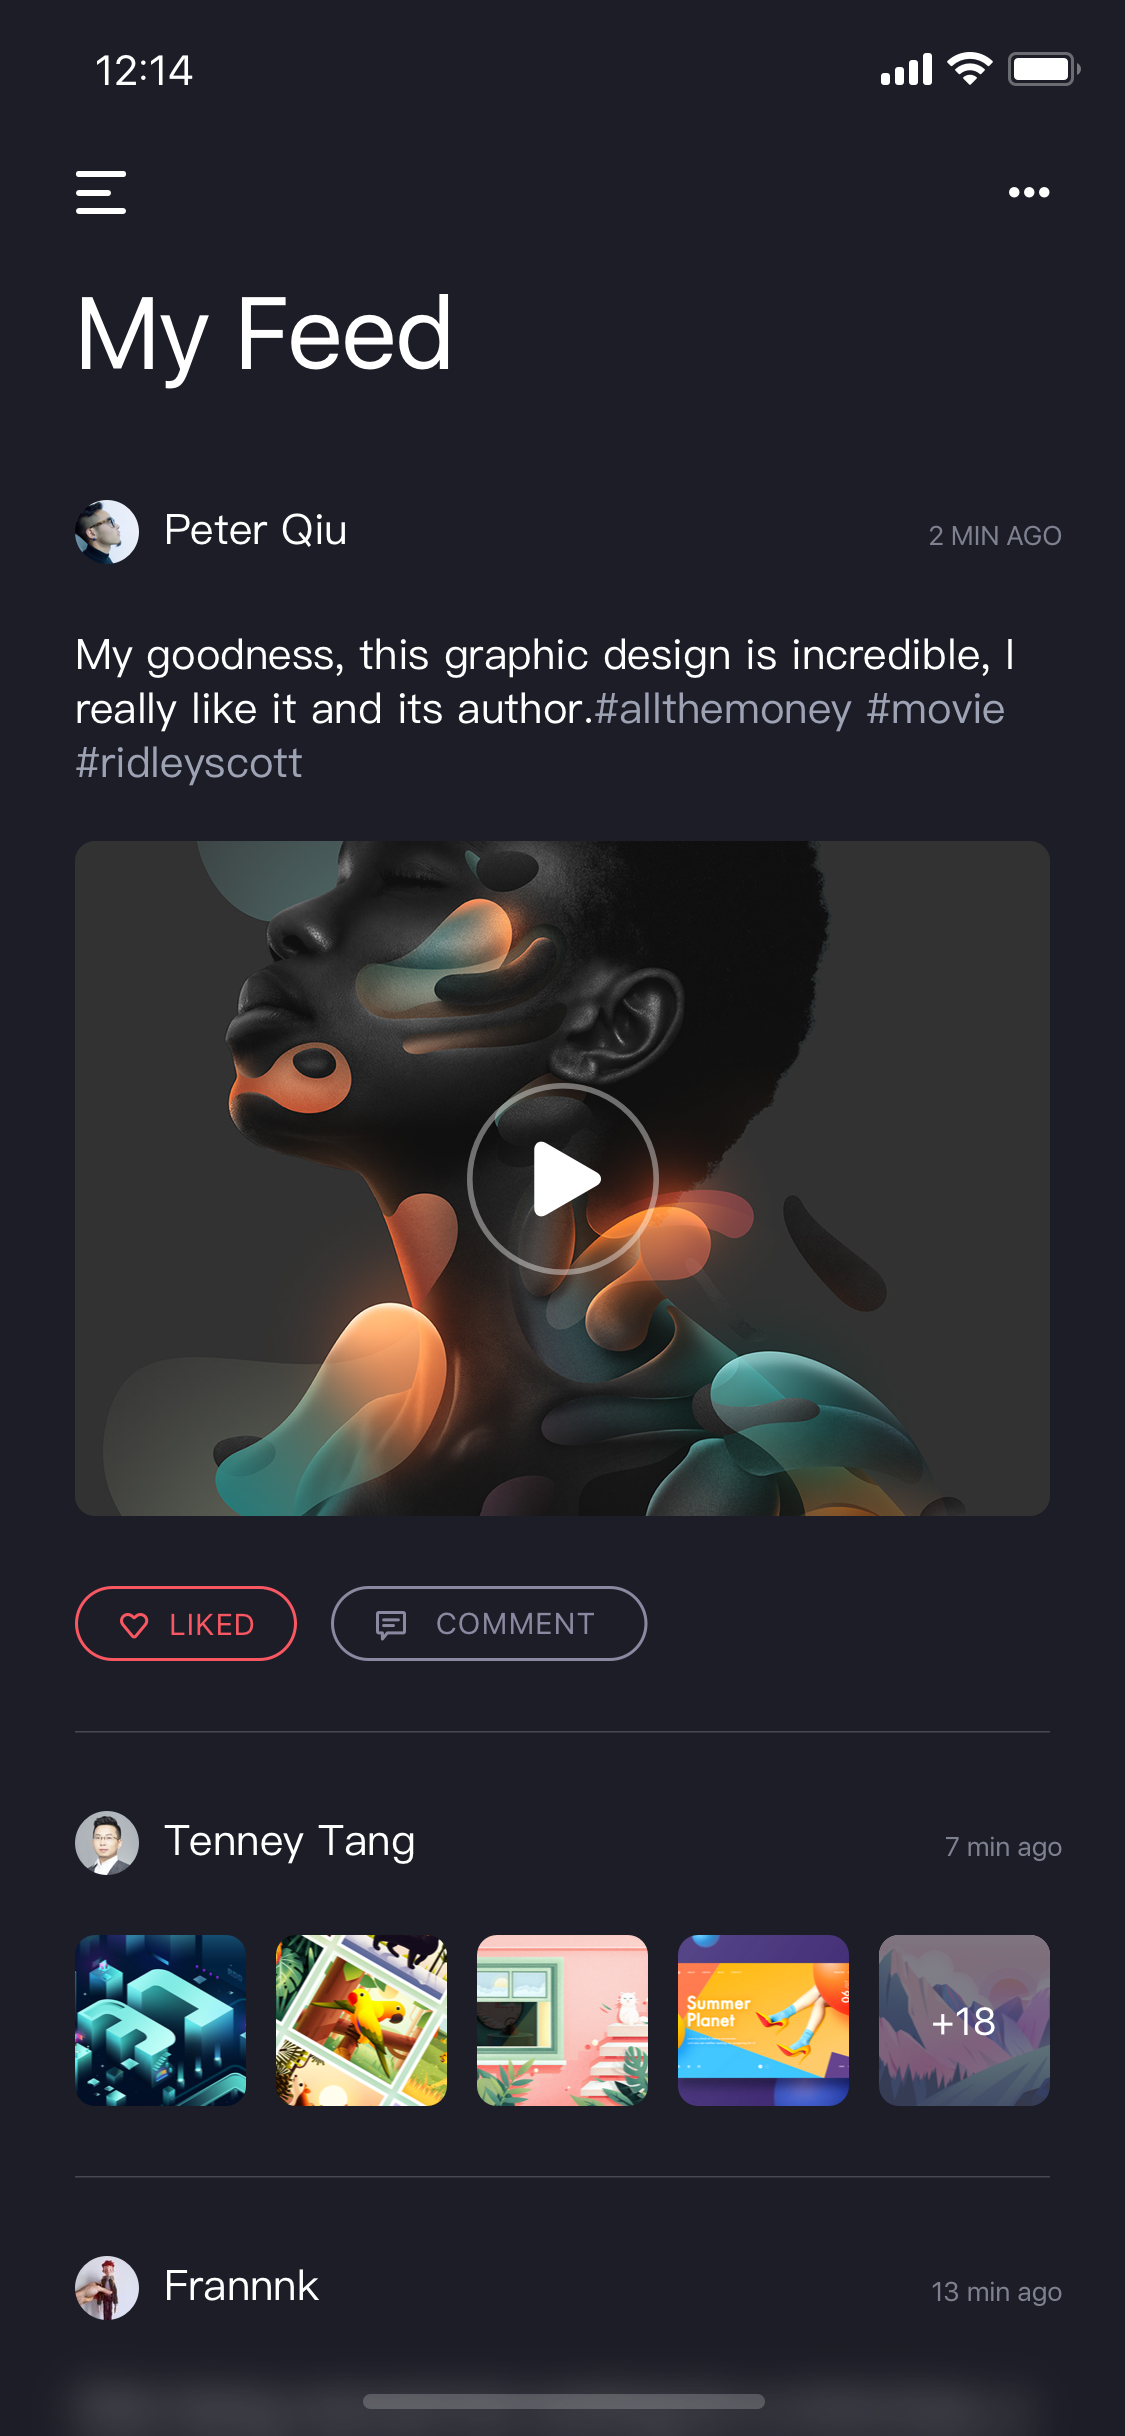 12:14
My Feed
Peter Qiu
2 MIN AGO
My goodness, this graphic design is incredible, I
really like it and its author.#allthemoney #movie
#ridleyscott
LIKED
COMMENT
Tenney Tang
7 min ago
Summer
Planet
06
+18
Frannnk
13 min ago